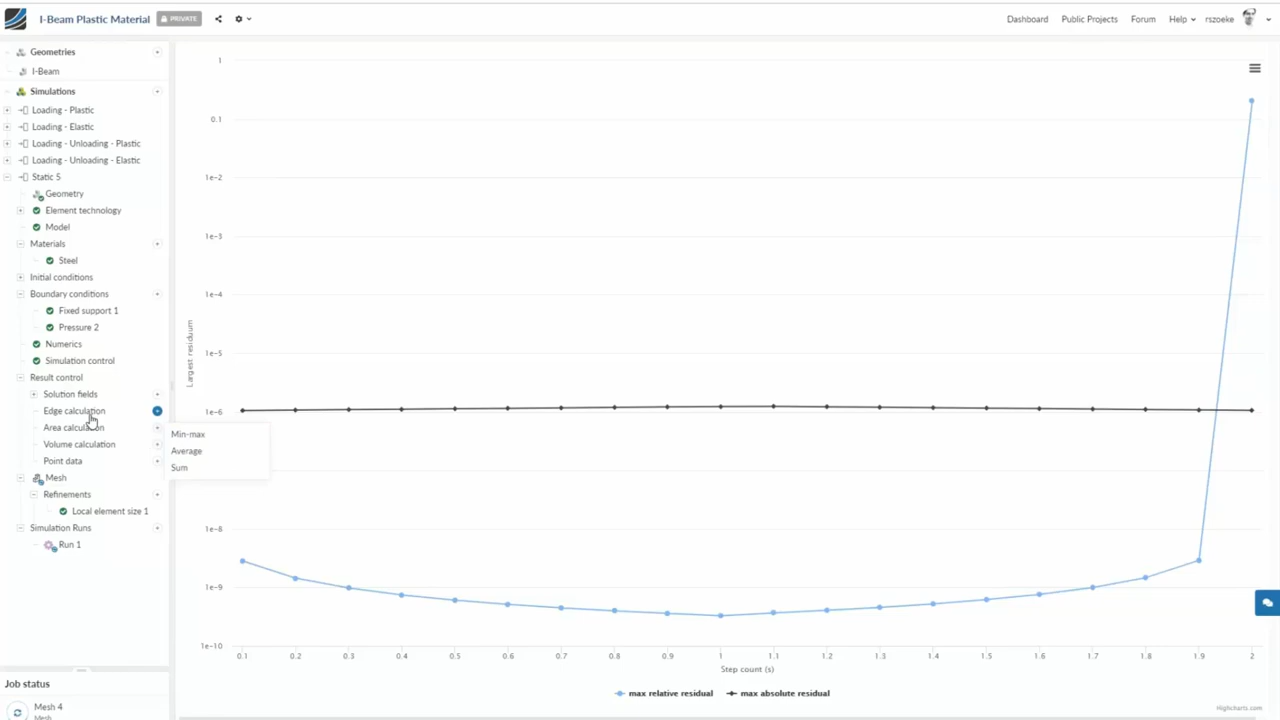 I-Beam Plastic Material
PRIVATE
Dashboard
Public Projects
Forum
Help
rszoeke
Geometries
I-Beam
Simulations
Loading - Plastic
Loading - Elastic
Loading - Unloading - Plastic
Loading - Unloading - Elastic
Static 5
Geometry
Element technology
Model
Materials
Steel
Initial conditions
Boundary conditions
Fixed support 1
Pressure 2
Numerics
Simulation control
Result control
Solution fields
Edge calculation
Area calculation
Volume calculation
Point data
Mesh
Refinements
Local element size 1
Simulation Runs
Run 1
Min-max
Average
Sum
Job status
Mesh 4
Mesh
Largest residuum
1
0.1
1e-2
1e-3
1e-4
1e-5
1e-6
1e-8
1e-9
1e-10
0.1 0.2 0.3 0.4 0.5 0.6 0.7 0.8 0.9 1 1.1 1.2 1.3 1.4 1.5 1.6 1.7 1.8 1.9 2
Step count (s)
max relative residual
max absolute residual
Highcharts.com